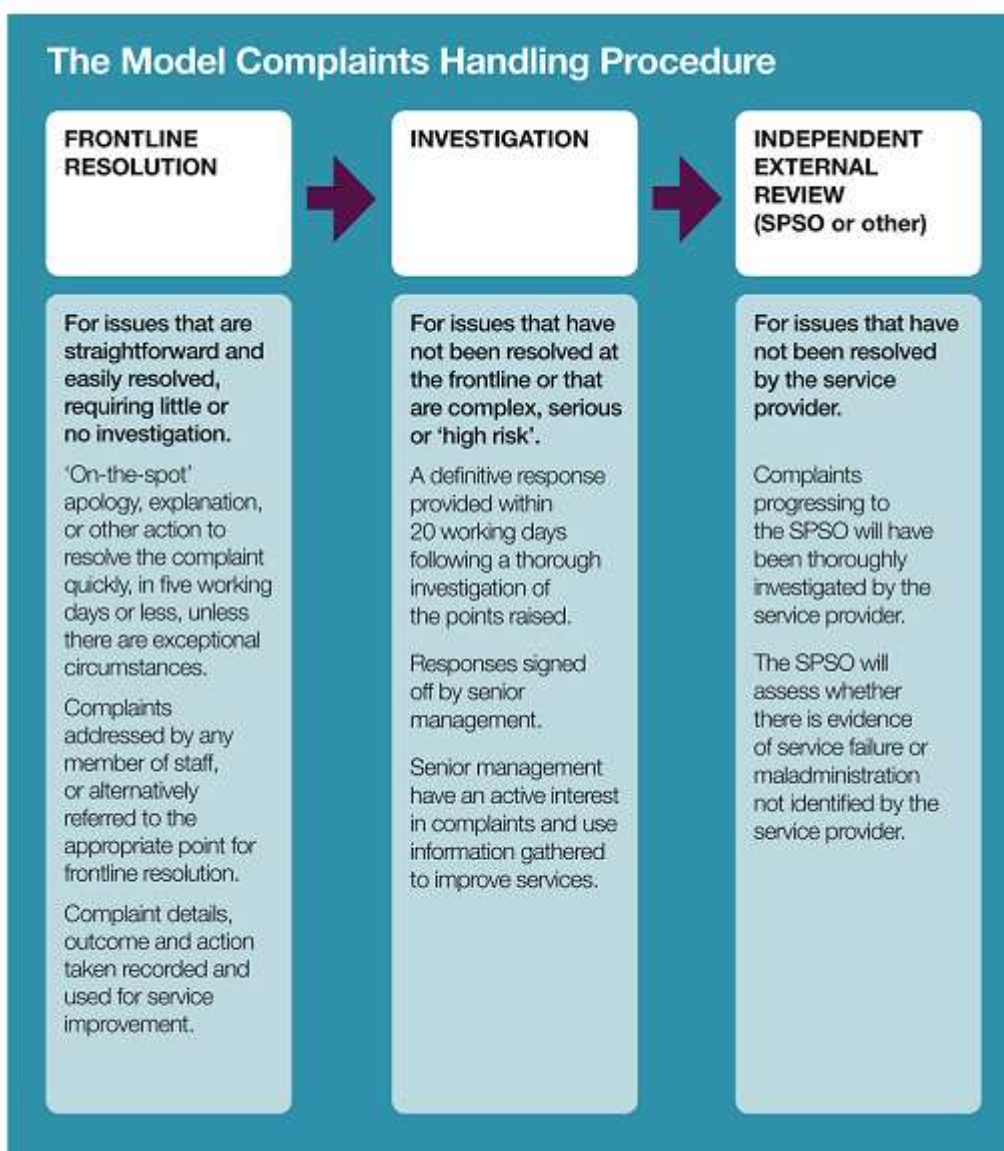 The Model Complaints Handling Procedure
FRONTLINE
RESOLUTION
INVESTIGATION
INDEPENDENT
EXTERNAL
REVIEW
(SPSO or other)
For issues that are
straightforward and
easily resolved,
requiring little or
no investigation.
‘On-the-spot’
apology, explanation,
or other action to
resolve the complaint
quickly, in five working
days or less, unless
there are exceptional
circumstances.
Complaints
addressed by any
member of staff,
or alternatively
referred to the
appropriate point for
frontline resolution.
Complaint details,
outcome and action
taken recorded and
used for service
improvement.
For issues that have
not been resolved at
the frontline or that
are complex, serious
or ‘high risk’.
A definitive response
provided within
20 working days
following a thorough
investigation of
the points raised.
Responses signed
off by senior
management.
Senior management
have an active interest
in complaints and use
information gathered
to improve services.
For issues that have
not been resolved
by the service
provider.
Complaints
progressing to
the SPSO will have
been thoroughly
investigated by the
service provider.
The SPSO will
assess whether
there is evidence
of service failure or
maladministration
not identified by the
service provider.